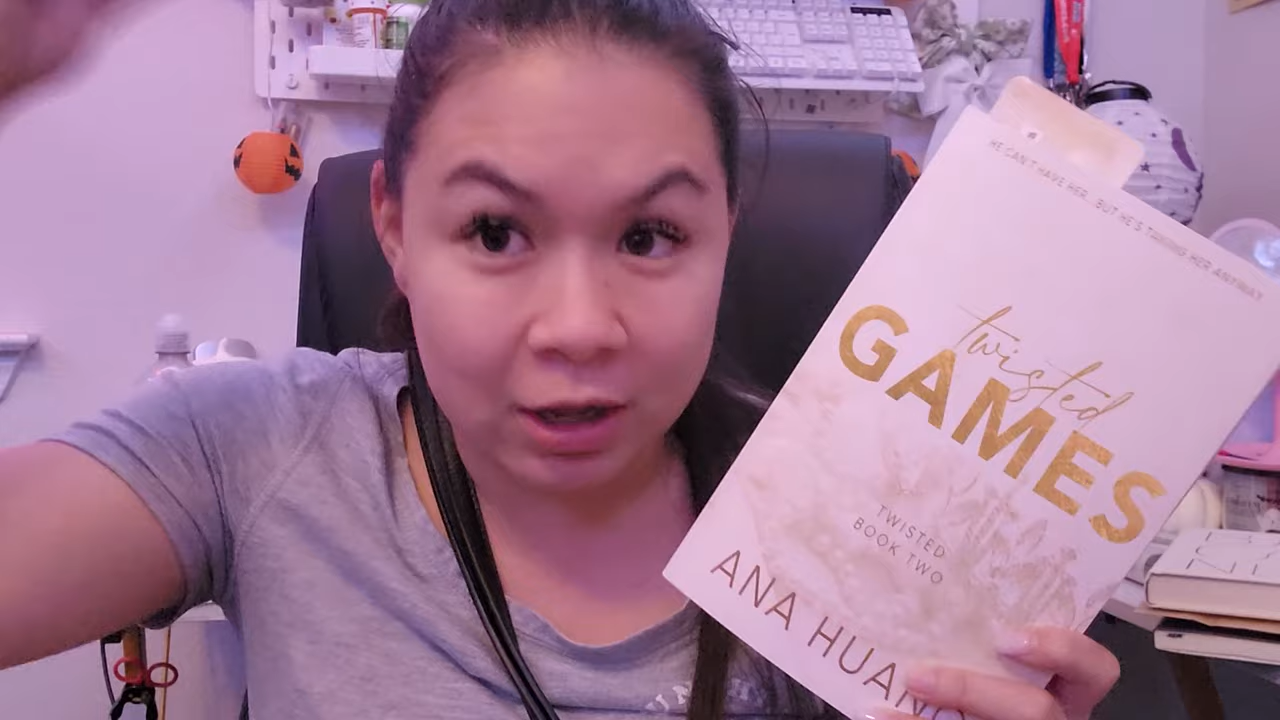 HE CAN'T HAVE HER...BUT HE'S TAKING HER ANYWAY
twisted
GAMES
TWISTED
BOOK TWO
ANA HUANG